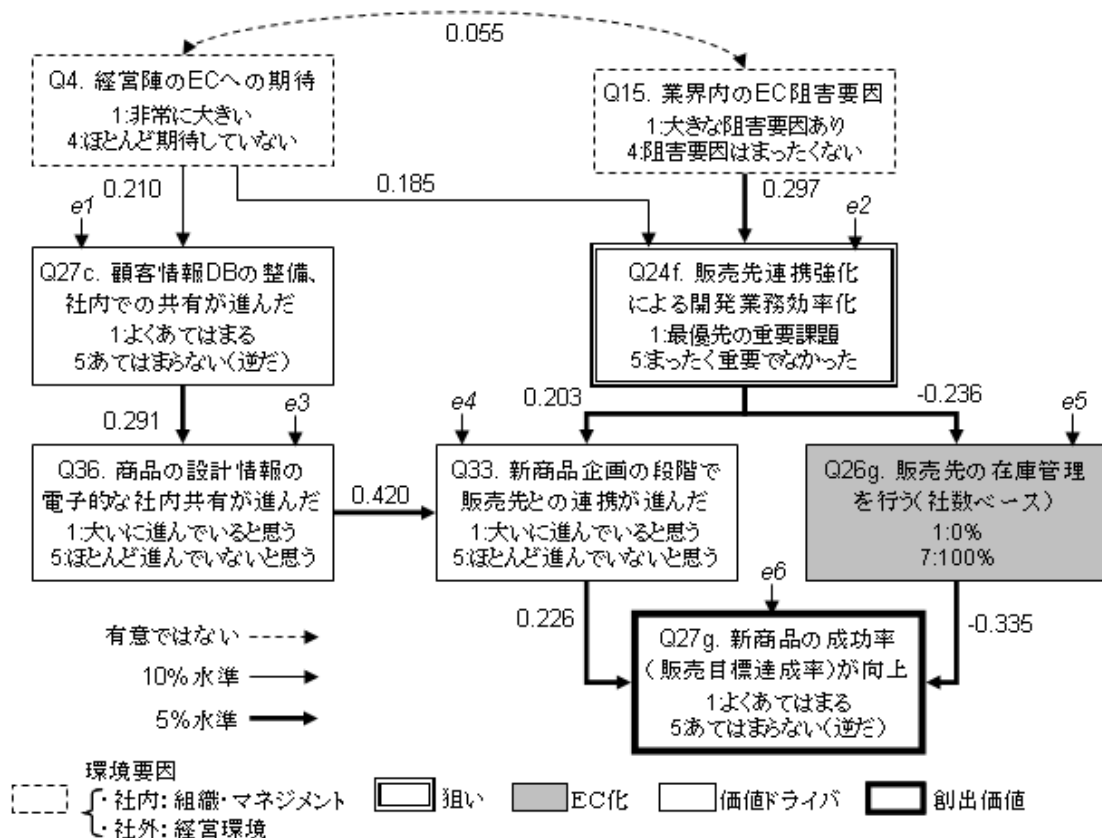 0.055
Q4. 経営陣のECへの期待
1:非常に大きい
4:ほとんど期待していない
Q15. 業界内のEC阻害要因
1:大きな阻害要因あり
4:阻害要因はまったくない
0.210
0.185
0.297
e1
e2
Q27c. 顧客情報DBの整備、
社内での共有が進んだ
1:よくあてはまる
5:あてはまらない(逆だ)
Q24f. 販売先連携強化
による開発業務効率化
1:最優先の重要課題
5:まったく重要でなかった
0.291
e3
e4
0.203
-0.236
e5
Q36. 商品の設計情報の
電子的な社内共有が進んだ
1:大いに進んでいると思う
5:ほとんど進んでいないと思う
0.420
Q33. 新商品企画の段階で
販売先との連携が進んだ
1:大いに進んでいると思う
5:ほとんど進んでいないと思う
Q26g. 販売先の在庫管理
を行う(社数ベース)
1:0%
7:100%
e6
0.226
-0.335
Q27g. 新商品の成功率
(販売目標達成率)が向上
1:よくあてはまる
5:あてはまらない(逆だ)
有意ではない
10%水準
5%水準
環境要因
・社内:組織・マネジメント
・社外:経営環境
狙い
EC化
価値ドライバ
創出価値